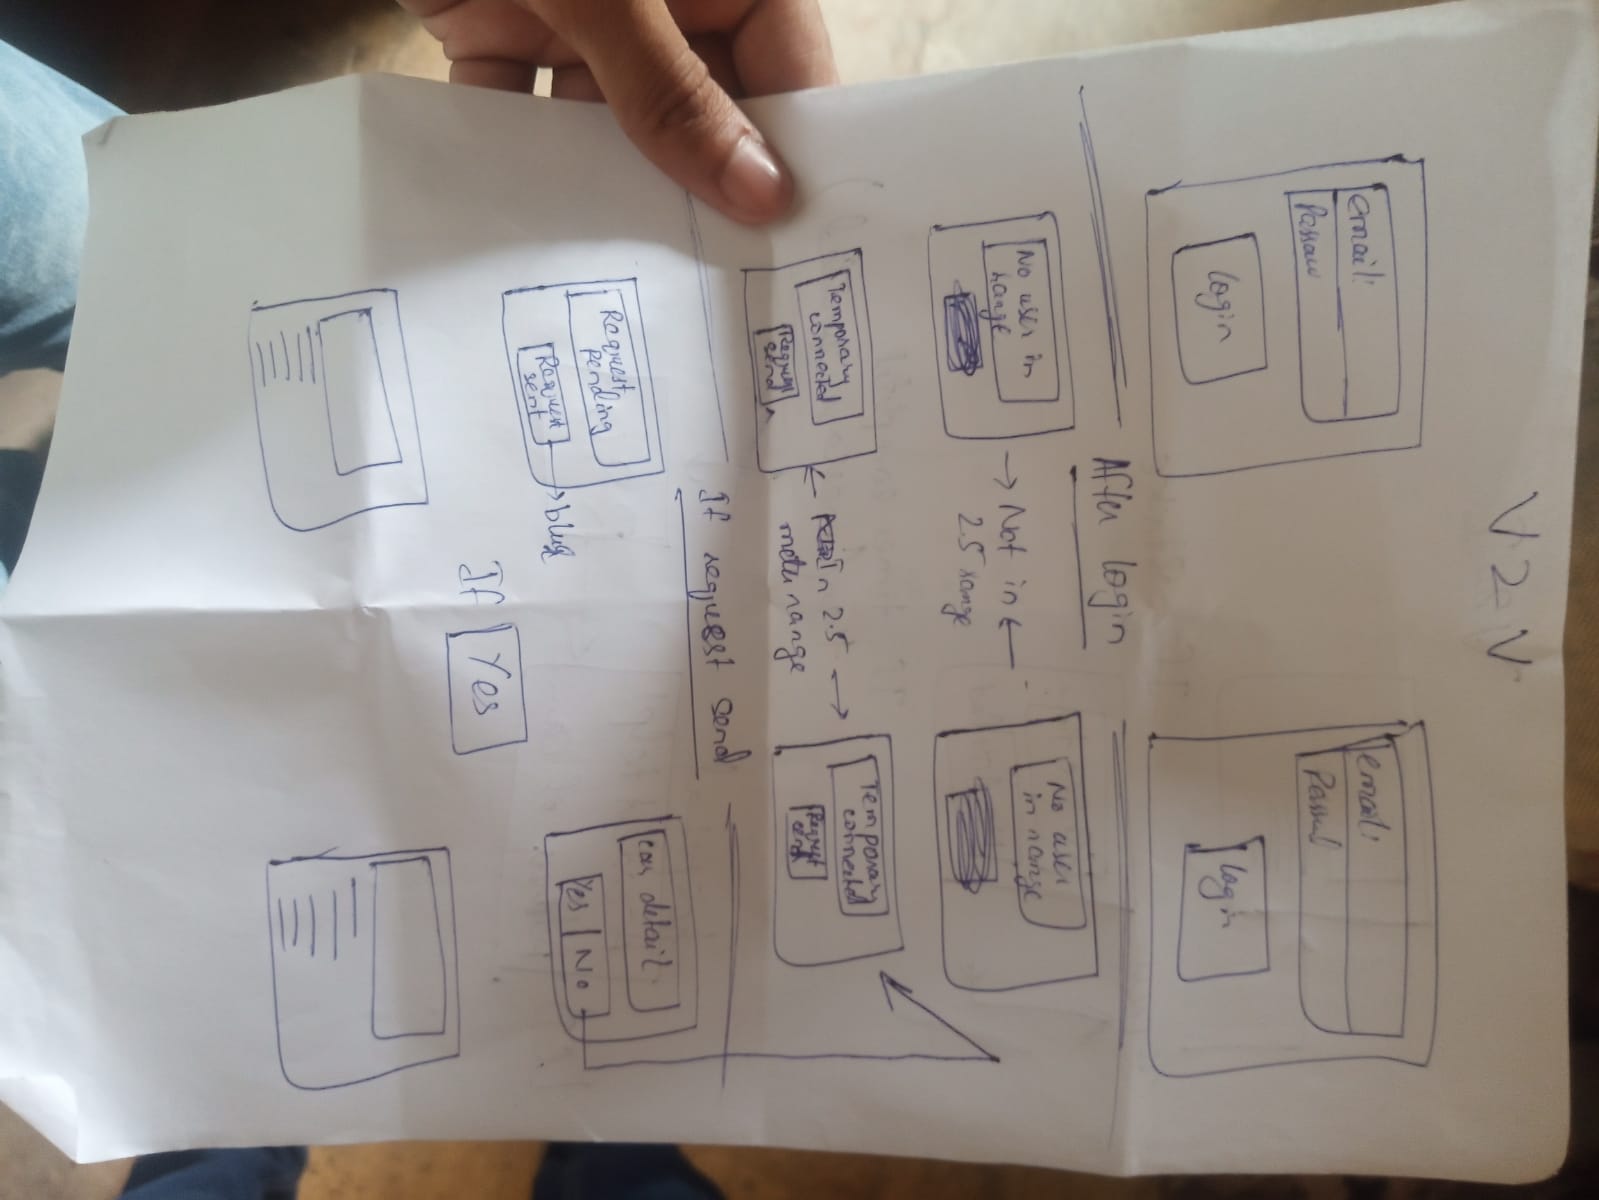 V2V
email:
Passaw
Login
email:
Login
After login
No user in
range
→ Not in ←
2.5 range
No user
in range
Temporary
connected
Request
send
← In 2.5 →
meter range
Temporary
connected
Request
send
If request send
Request
Pending
Request
sent
→ blue
car detail
Yes | No
If Yes